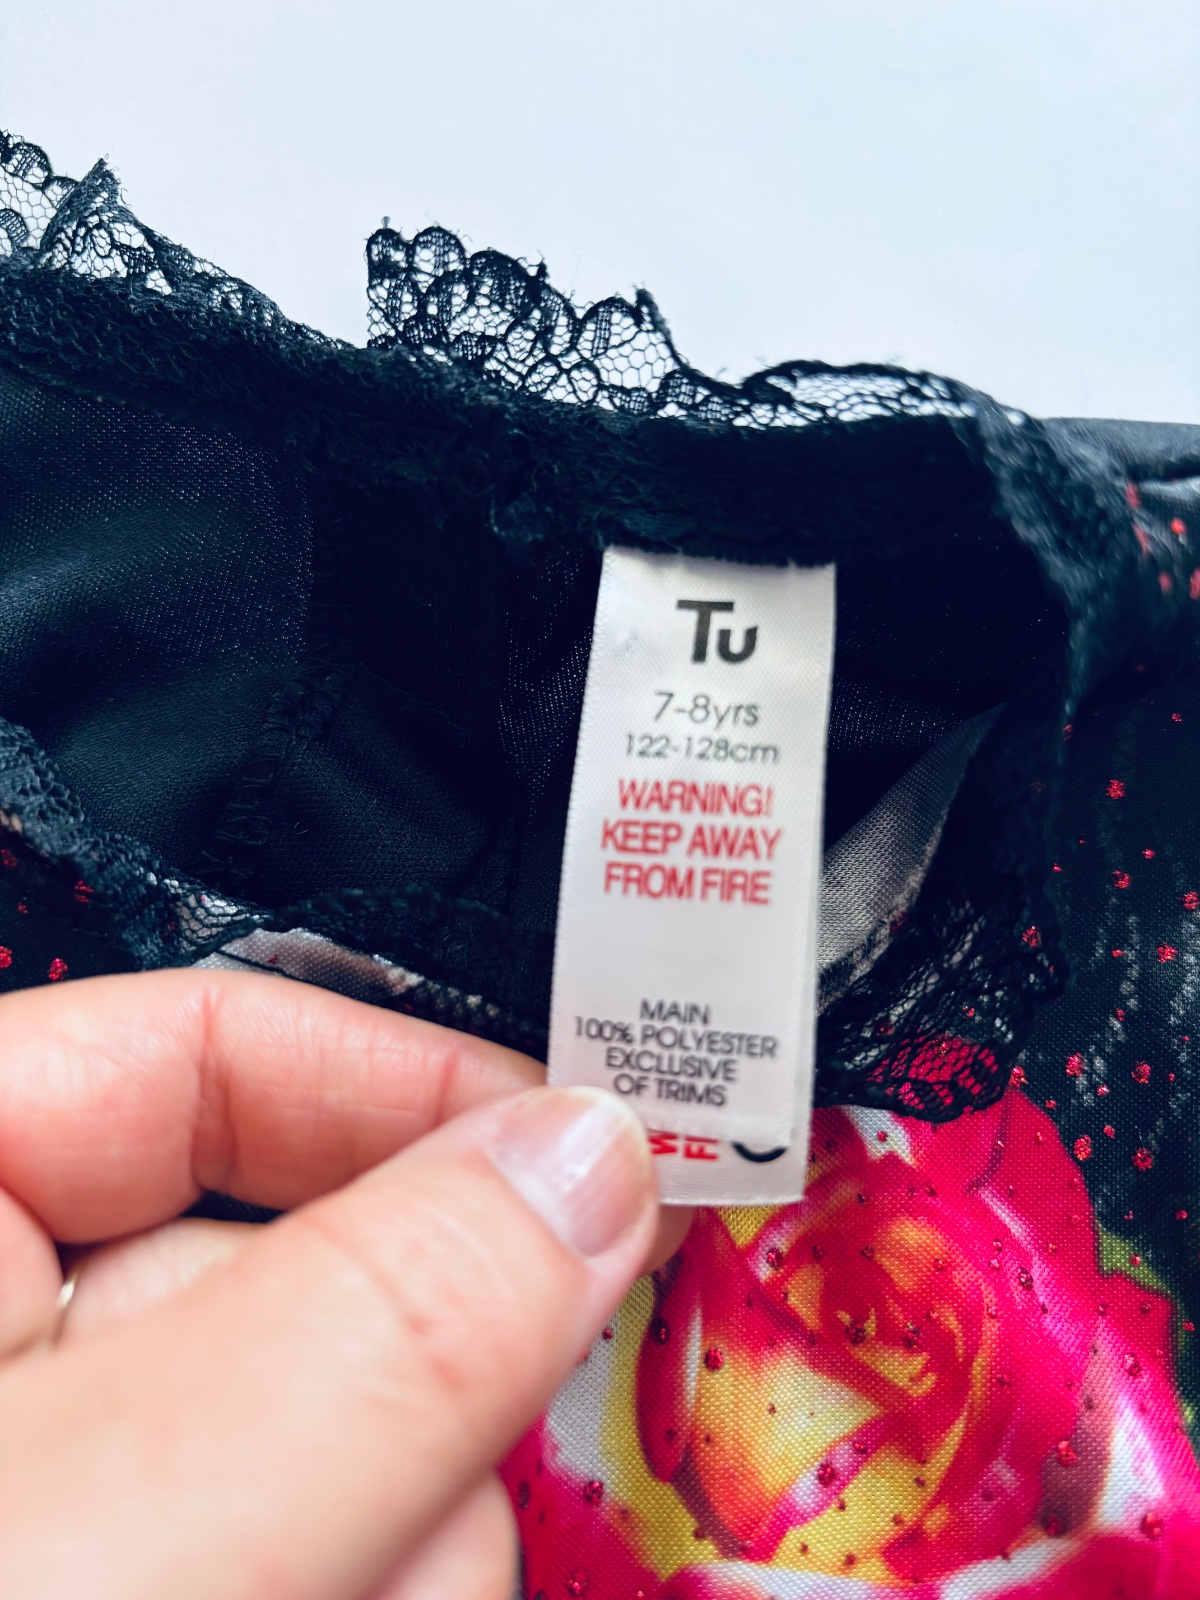 Tu
7-8yrs
122-128cm
WARNING!
KEEP AWAY
FROM FIRE
MAIN
100% POLYESTER
EXCLUSIVE
OF TRIMS